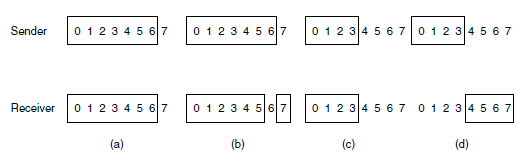 Sender 0 1 2 3 4 5 6 7 0 1 2 3 4 5 6 7 0 1 2 3 4 5 6 7 0 1 2 3 4 5 6 7
Receiver 0 1 2 3 4 5 6 7 0 1 2 3 4 5 6 7 0 1 2 3 4 5 6 7 0 1 2 3 4 5 6 7
(a) (b) (c) (d)